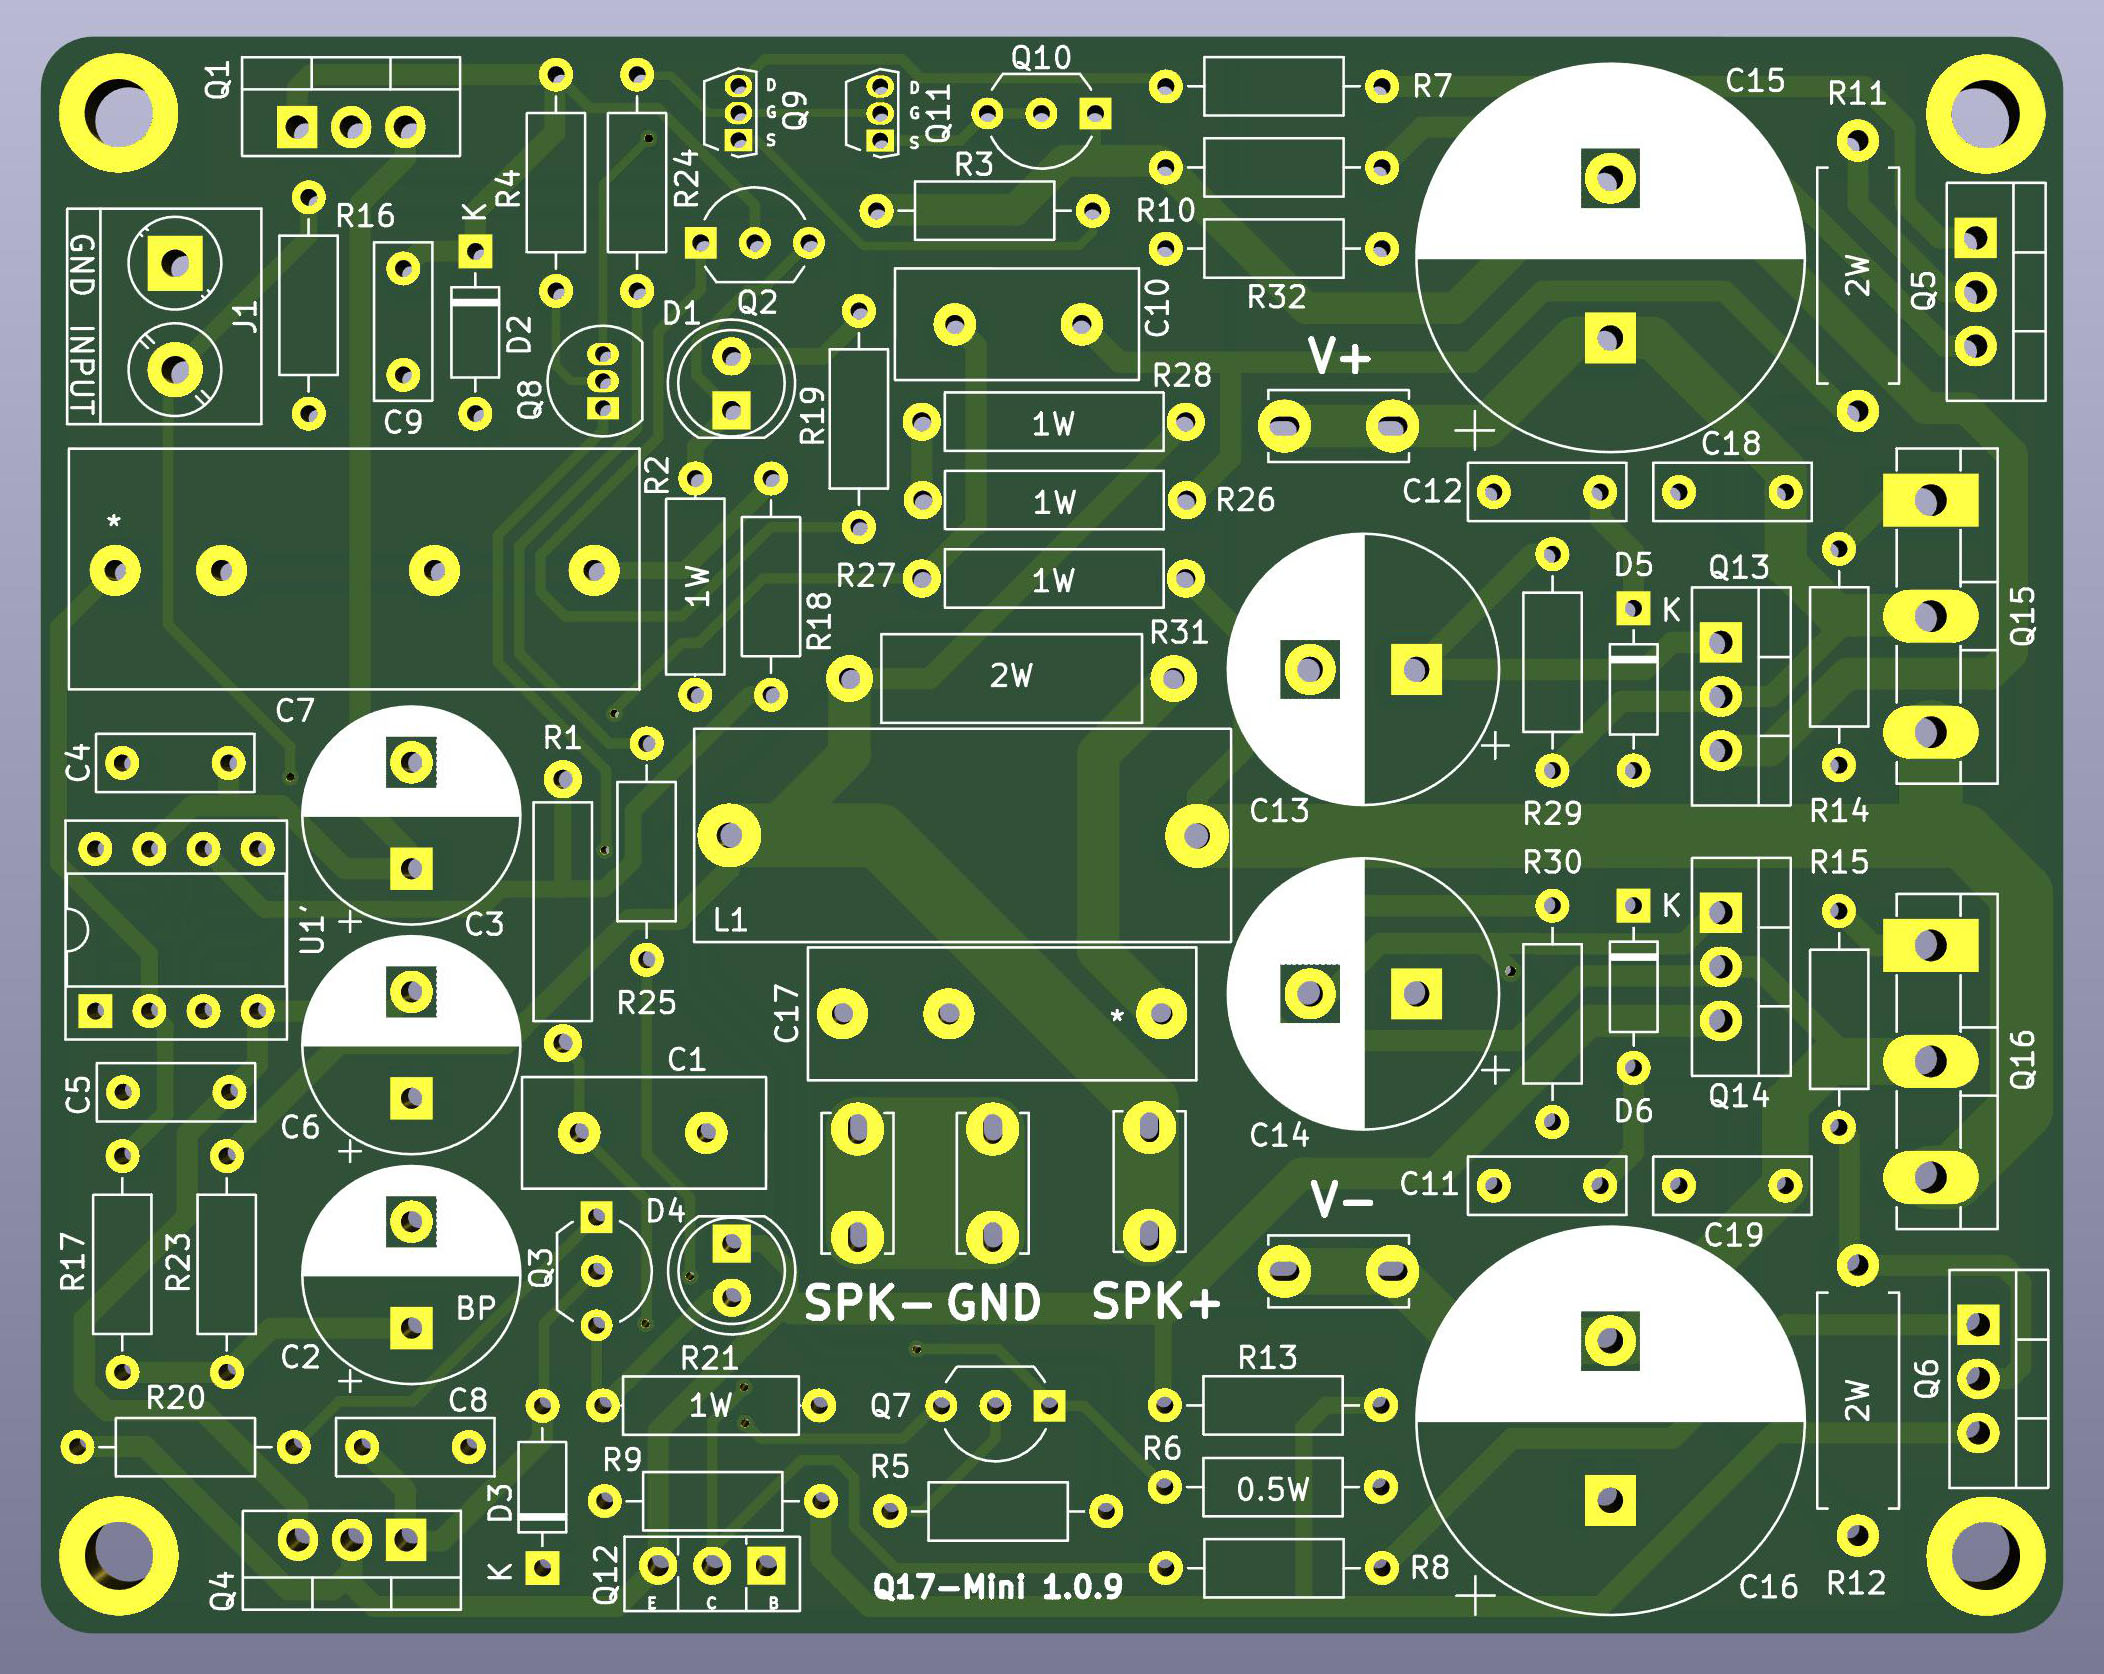 Q1
Q9
D
G
S
Q11
D
G
S
Q10
R7
C15
R11
R4
R24
R3
R10
R32
R16
K
GND INPUT
J1
D2
C9
Q8
D1
Q2
C10
2W
Q5
V+
R28
1W
R19
R2
1W
R26
C12
C18
*
1W
R18
R27
1W
D5
K
Q13
Q15
R31
2W
C7
C4
R1
C13
R29
R14
R30
R15
K
U1'
C3
L1
R25
C17
*
C5
C6
C1
C14
D6
Q14
Q16
C11
V-
C19
R17
R23
Q3
D4
SPK-
GND
SPK+
BP
C2
R21
1W
R20
C8
Q7
R13
R6
2W
Q6
D3
K
R9
R5
0.5W
Q4
Q12
E
C
B
Q17-Mini 1.0.9
R8
C16
R12